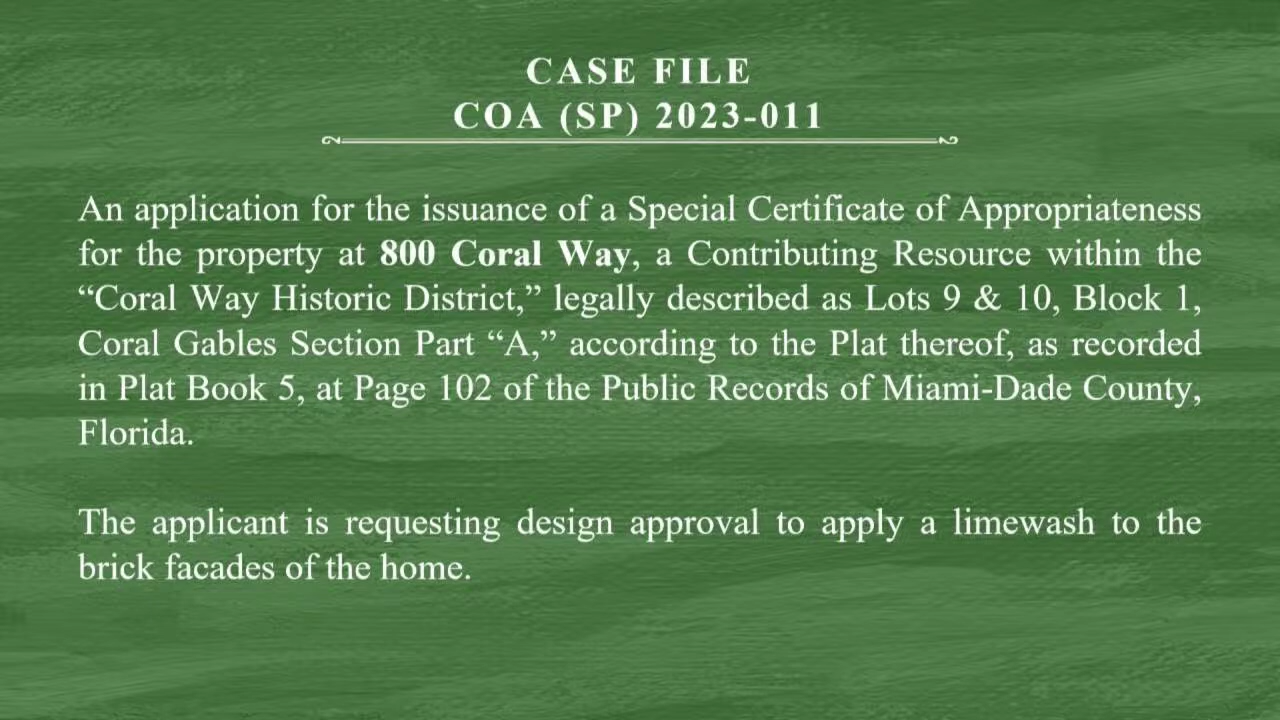 CASE FILE
COA (SP) 2023-011
An application for the issuance of a Special Certificate of Appropriateness
for the property at 800 Coral Way, a Contributing Resource within the
“Coral Way Historic District,” legally described as Lots 9 & 10, Block 1,
Coral Gables Section Part “A,” according to the Plat thereof, as recorded
in Plat Book 5, at Page 102 of the Public Records of Miami-Dade County,
Florida.
The applicant is requesting design approval to apply a limewash to the
brick facades of the home.